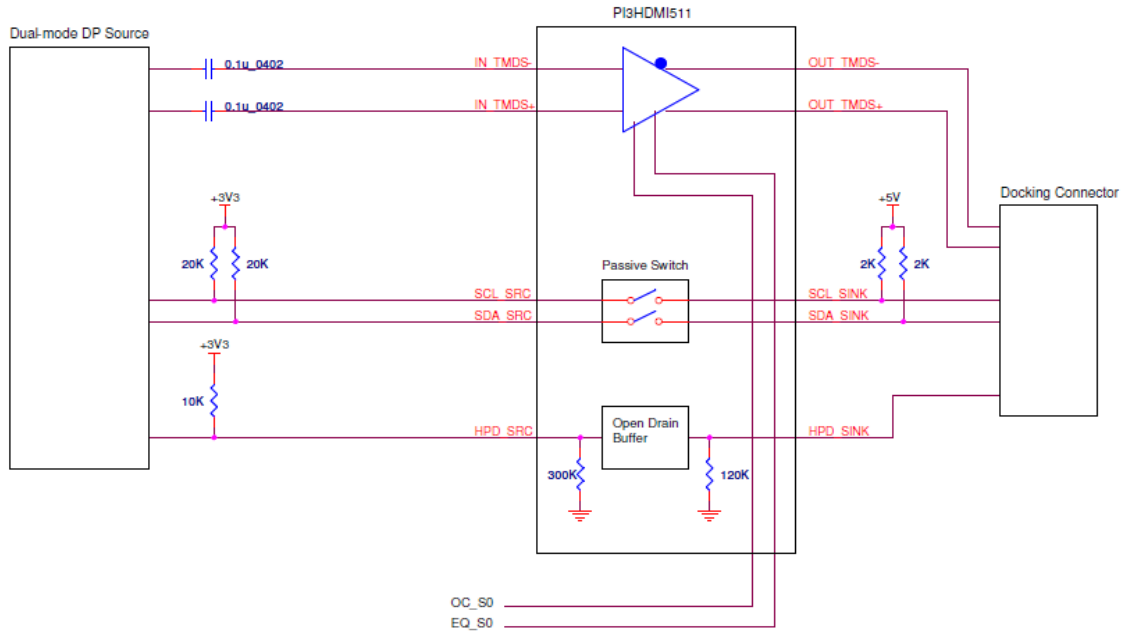 PI3HDMI511
Dual-mode DP Source
0.1u_0402
IN_TMDS-
OUT_TMDS-
0.1u_0402
IN_TMDS+
OUT_TMDS+
+3V3
+5V
Docking Connector
20K
20K
Passive Switch
2K
2K
SCL_SRC
SCL_SINK
SDA_SRC
SDA_SINK
+3V3
10K
Open Drain
Buffer
HPD_SRC
HPD_SINK
300K
120K
OC_S0
EQ_S0